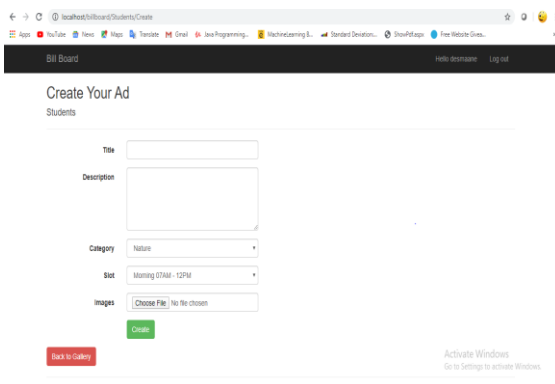 localhost/billboard/Students/Create
Apps YouTube News Maps Translate Gmail Java Programming... MachineLearning B... Standard Deviation... ShowPdf.aspx Free Website Givea...
Bill Board Hello desmaane Log out
Create Your Ad
Students
Title
Description
Category Nature
Slot Morning 07AM - 12PM
Images Choose File No file chosen
Create
Back to Gallery
Activate Windows
Go to Settings to activate Windows.